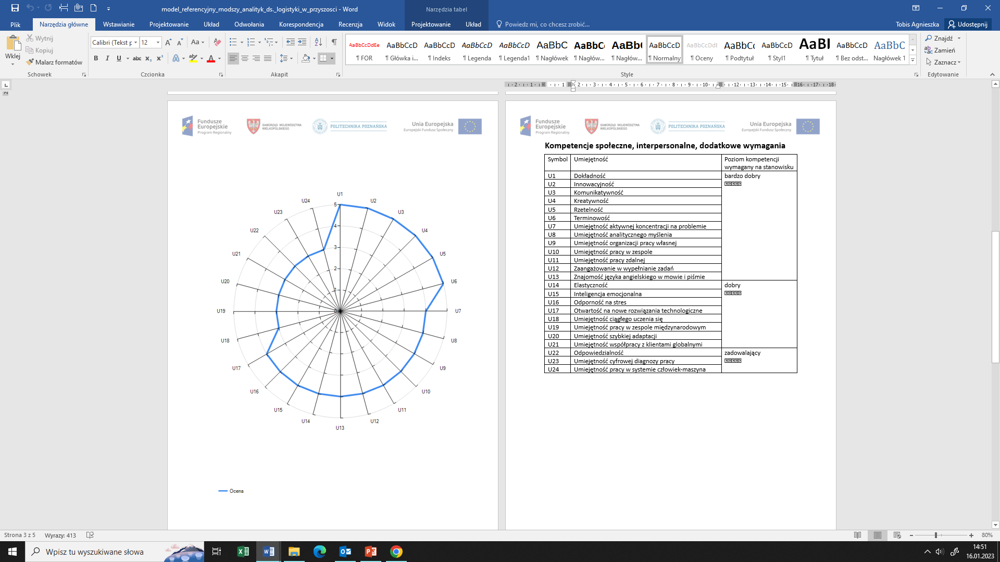 model_referencyjny_modszy_analityk_ds._logistyki_w_przyszosci - Word
Narzędzia tabel
Plik
Narzędzia główne
Wstawianie
Projektowanie
Układ
Odwołania
Korespondencja
Recenzja
Widok
Projektowanie
Układ
Powiedz mi, co chcesz zrobić...
Tobis Agnieszka
Udostępnij
Wklej
Wytnij
Kopiuj
Malarz formatów
Schowek
Calibri (Tekst p
12
Aa
B I U abc x₂ x²
Czcionka
Akapit
AaBbCcDdEe
¶ FOR
AaBbCcD
¶ Główka i...
AaBbCcD
¶ Indeks
AaBbCcD
¶ Legenda
AaBbCcD
¶ Legenda1
AaBbC
¶ Nagłówek
AaBbC
¶ Nagłów...
AaBb
¶ Nagłów...
AaBbCcD
¶ Normalny
AaBbCcDdE
¶ Oceny
AaBbCc
¶ Podtytuł
AaBbCcD
¶ Styl1
AaBl
¶ Tytuł
AaBbCcD
¶ Bez odst...
AaBbC
Nagłówek 1
Style
Znajdź
Zamień
Zaznacz
Edytowanie
Fundusze
Europejskie
Program Regionalny
SAMORZĄD WOJEWÓDZTWA
WIELKOPOLSKIEGO
POLITECHNIKA POZNAŃSKA
Unia Europejska
Europejski Fundusz Społeczny
U1
U2
U3
U4
U5
U6
U7
U8
U9
U10
U11
U12
U13
U14
U15
U16
U17
U18
U19
U20
U21
U22
U23
U24
5
4
3
2
1
Ocena
Fundusze
Europejskie
Program Regionalny
SAMORZĄD WOJEWÓDZTWA
WIELKOPOLSKIEGO
POLITECHNIKA POZNAŃSKA
Unia Europejska
Europejski Fundusz Społeczny
Kompetencje społeczne, interpersonalne, dodatkowe wymagania
Symbol Umiejętność Poziom kompetencji
wymagany na stanowisku
U1 Dokładność bardzo dobry
U2 Innowacyjność
U3 Komunikatywność
U4 Kreatywność
U5 Rzetelność
U6 Terminowość
U7 Umiejętność aktywnej koncentracji na problemie
U8 Umiejętność analitycznego myślenia
U9 Umiejętność organizacji pracy własnej
U10 Umiejętność pracy w zespole
U11 Umiejętność pracy zdalnej
U12 Zaangażowanie w wypełnianie zadań
U13 Znajomość języka angielskiego w mowie i piśmie
U14 Elastyczność dobry
U15 Inteligencja emocjonalna
U16 Odporność na stres
U17 Otwartość na nowe rozwiązania technologiczne
U18 Umiejętność ciągłego uczenia się
U19 Umiejętność pracy w zespole międzynarodowym
U20 Umiejętność szybkiej adaptacji
U21 Umiejętność współpracy z klientami globalnymi
U22 Odpowiedzialność zadowalający
U23 Umiejętność cyfrowej diagnozy pracy
U24 Umiejętność pracy w systemie człowiek-maszyna
Strona 3 z 5
Wyrazy: 413
80%
Wpisz tu wyszukiwane słowa
14:51
16.01.2023